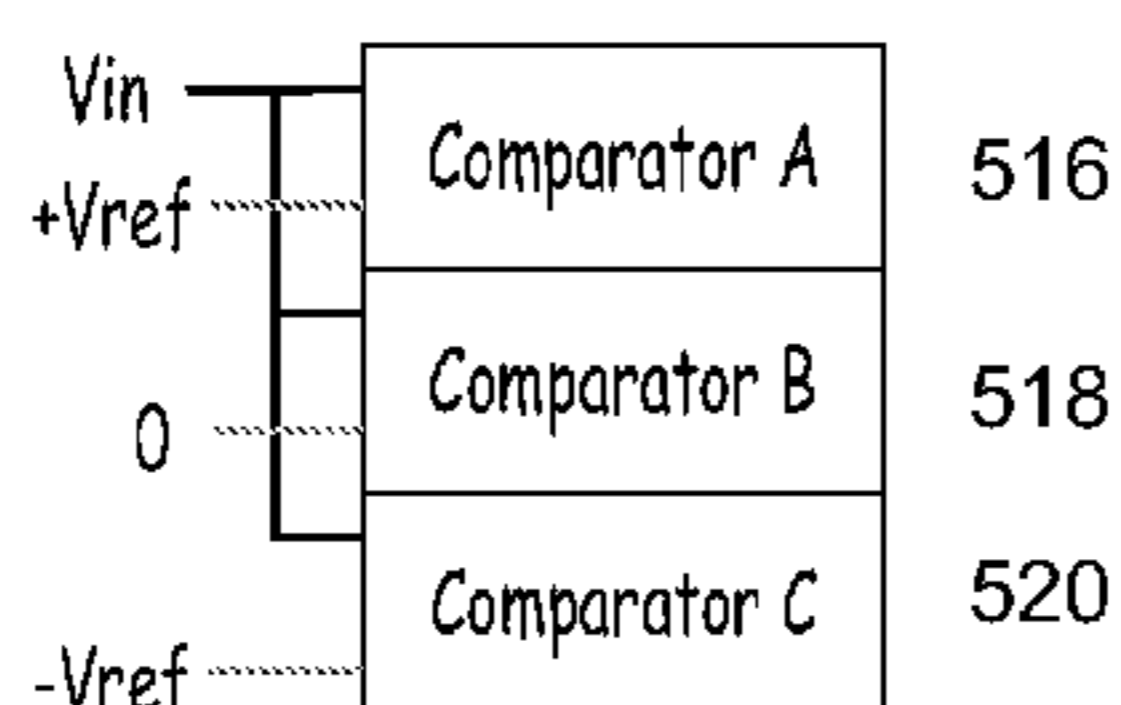 Vin
Comparator A
516
+Vref
Comparator B
518
0
Comparator C
520
-Vref